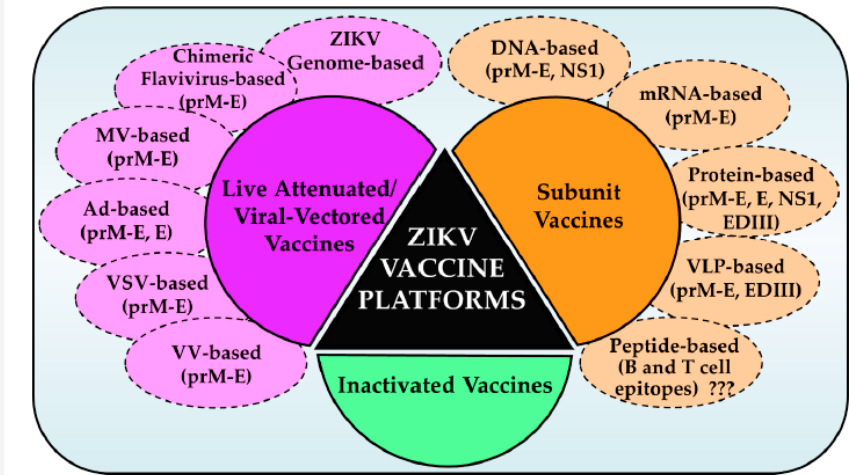 ZIKV
Genome-based
Chimeric
Flavivirus-based
(prM-E)
MV-based
(prM-E)
Ad-based
(prM-E, E)
VSV-based
(prM-E)
VV-based
(prM-E)
Live Attenuated/
Viral-Vectored
Vaccines
ZIKV
VACCINE
PLATFORMS
Subunit
Vaccines
DNA-based
(prM-E, NS1)
mRNA-based
(prM-E)
Protein-based
(prM-E, E, NS1,
EDIII)
VLP-based
(prM-E, EDIII)
Peptide-based
(B and T cell
epitopes) ???
Inactivated Vaccines